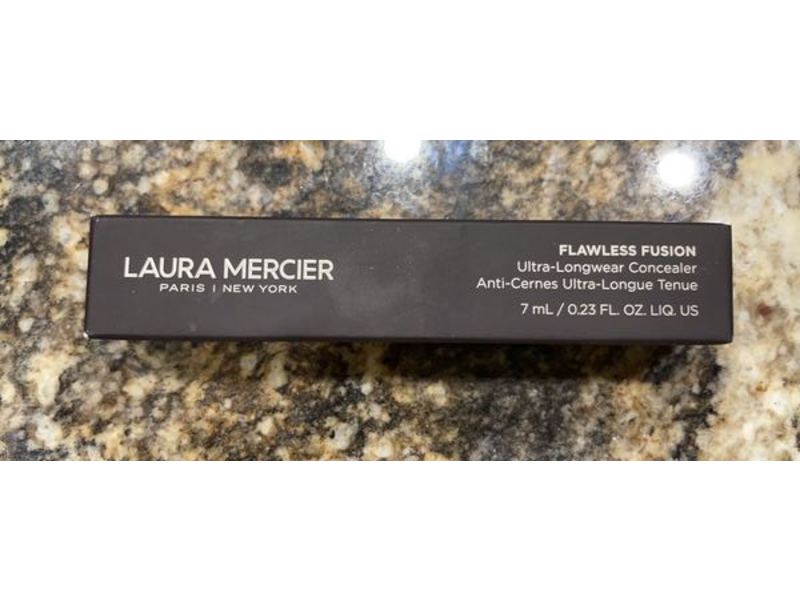 LAURA MERCIER
PARIS | NEW YORK
FLAWLESS FUSION
Ultra-Longwear Concealer
Anti-Cernes Ultra-Longue Tenue
7 mL / 0.23 FL. OZ. LIQ. US